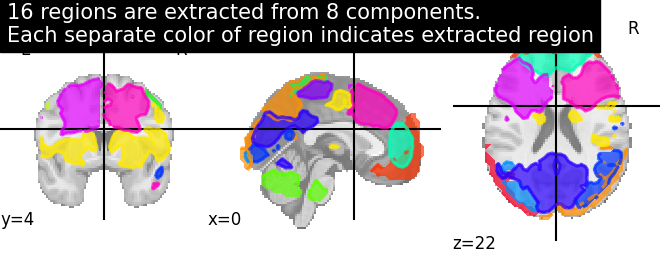 16 regions are extracted from 8 components.
Each separate color of region indicates extracted region
R
y=4
x=0
z=22